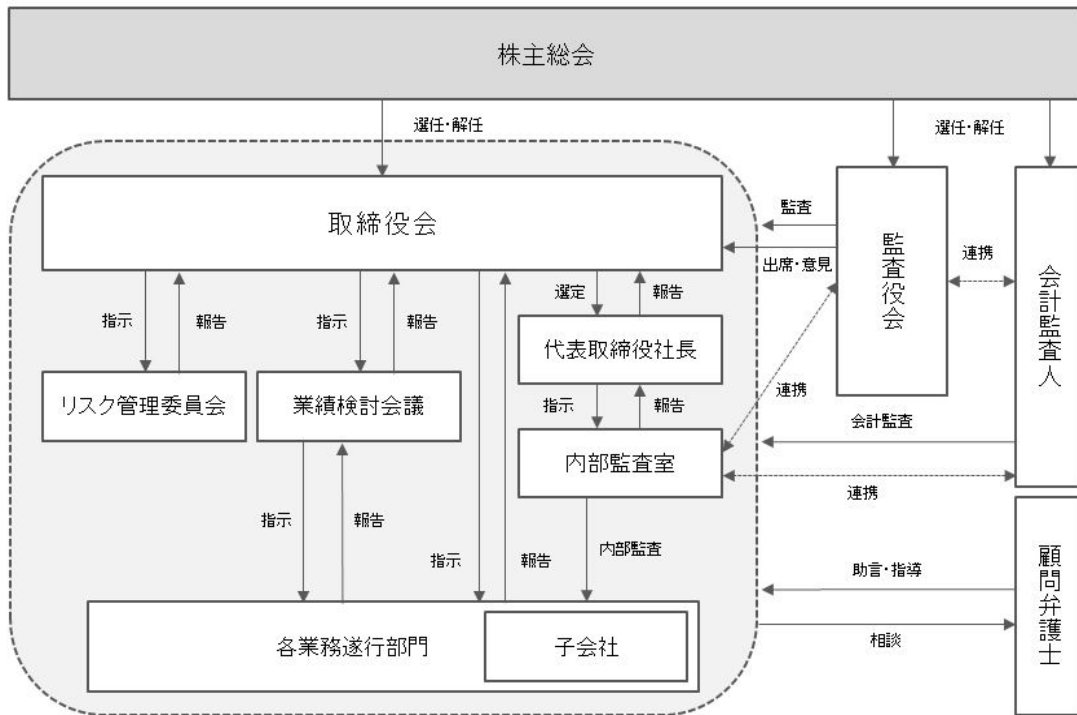 株主総会
選任・解任
選任・解任
取締役会
監査
出席・意見
監査役会
連携
会計監査人
指示
報告
指示
報告
選定
報告
代表取締役社長
連携
リスク管理委員会
業績検討会議
指示
報告
会計監査
内部監査室
連携
指示
報告
指示
報告
内部監査
助言・指導
顧問弁護士
相談
各業務遂行部門
子会社